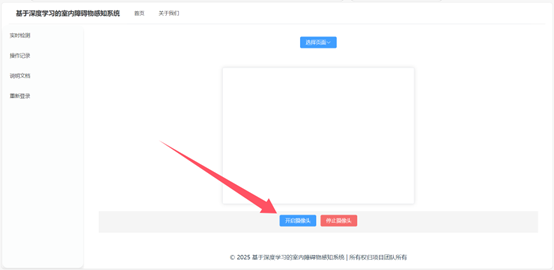 基于深度学习的室内障碍物感知系统 首页 关于我们
实时检测
选择页面
操作记录
说明文档
重新登录
开启摄像头 停止摄像头
© 2025 基于深度学习的室内障碍物感知系统 | 所有权归项目团队所有